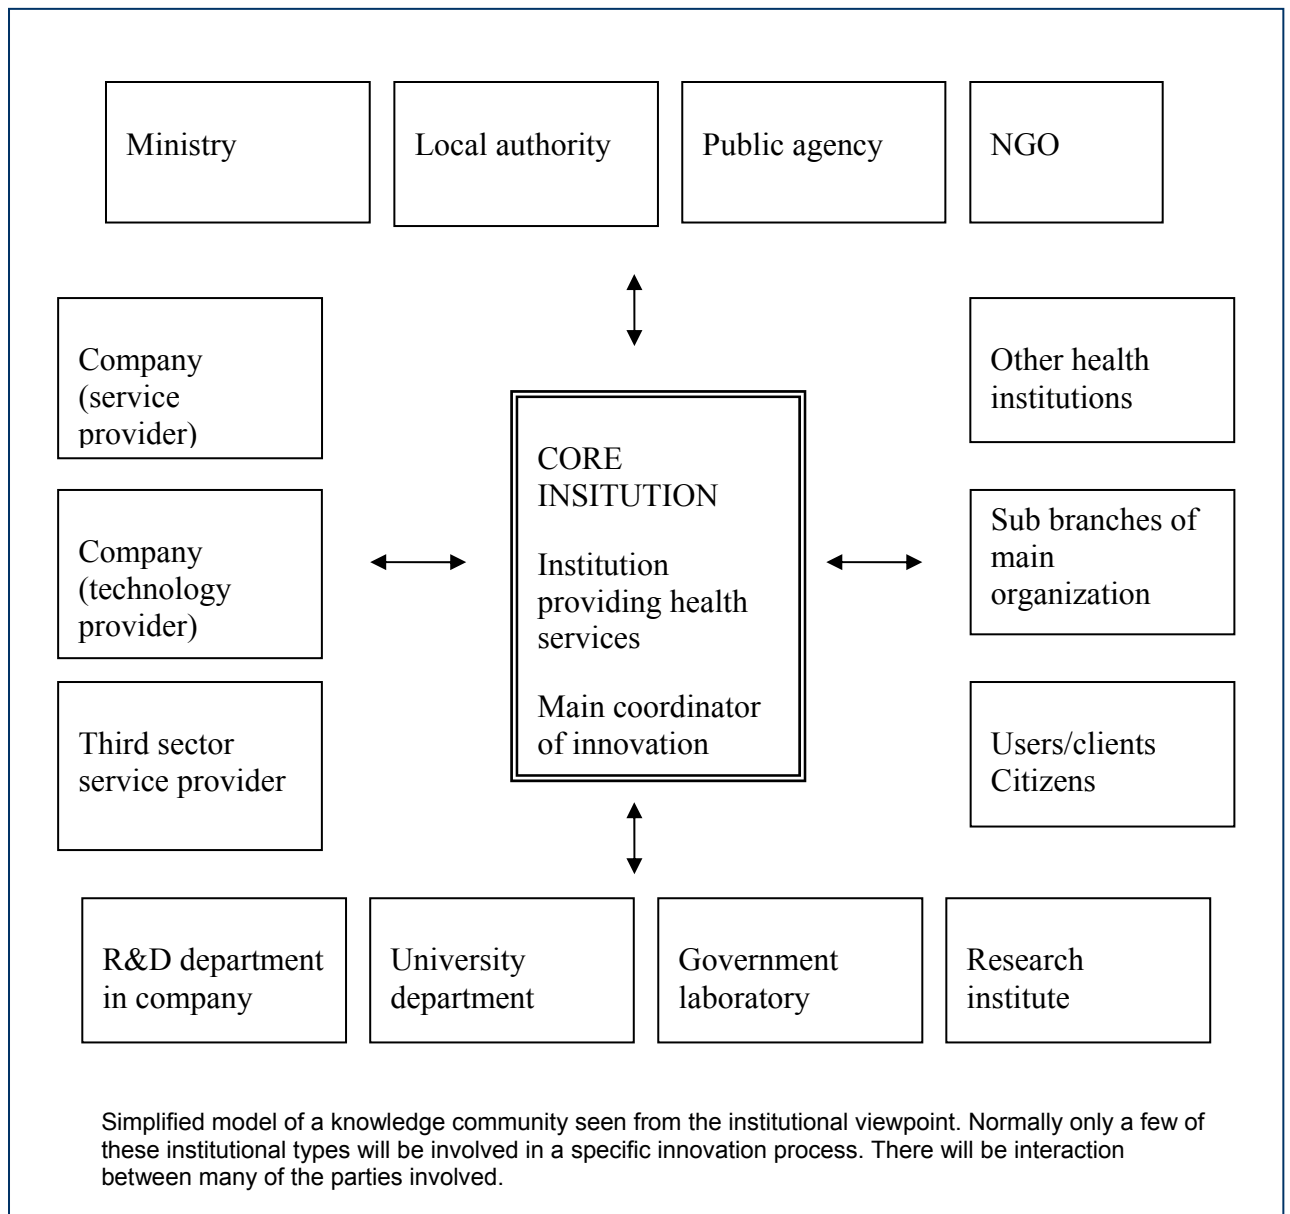 Ministry
Local authority
Public agency
NGO
Company
(service
provider)
Other health
institutions
CORE
INSITUTION
Institution
providing health
services
Main coordinator
of innovation
Company
(technology
provider)
Sub branches of
main
organization
Third sector
service provider
Users/clients
Citizens
R&D department
in company
University
department
Government
laboratory
Research
institute
Simplified model of a knowledge community seen from the institutional viewpoint. Normally only a few of
these institutional types will be involved in a specific innovation process. There will be interaction
between many of the parties involved.